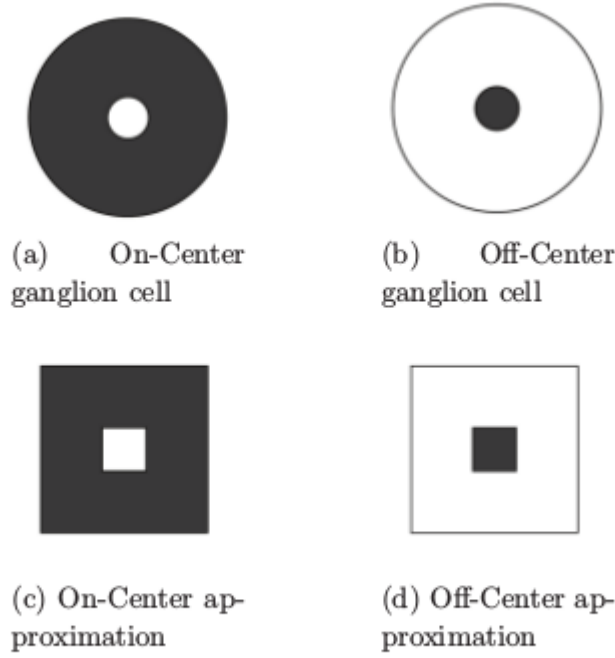 (a) On-Center
ganglion cell
(b) Off-Center
ganglion cell
(c) On-Center ap-
proximation
(d) Off-Center ap-
proximation